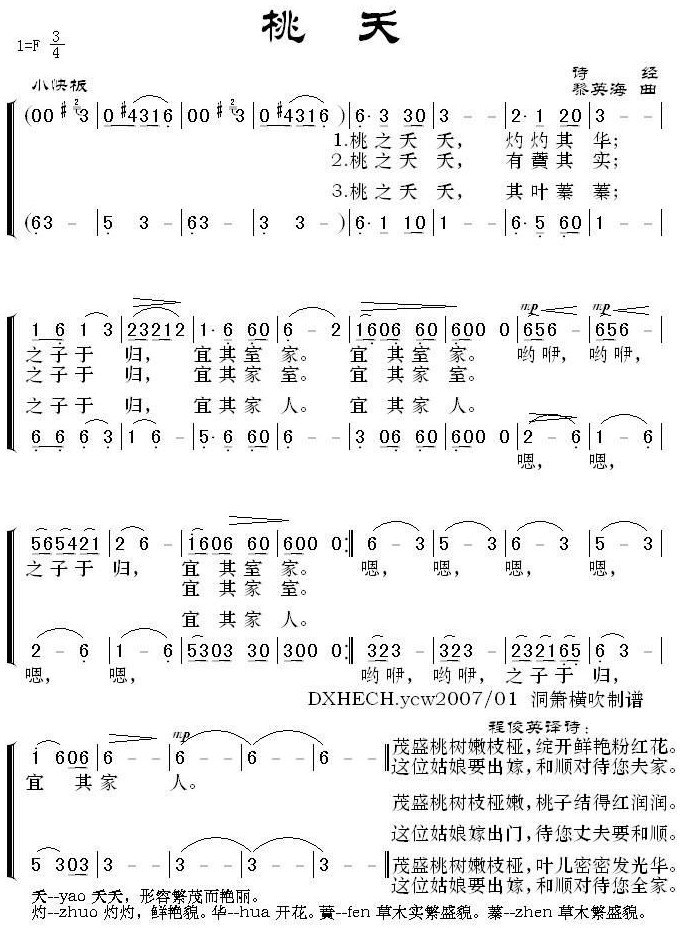 桃 夭
1=F 3/4
小快板
诗 经
黎英海 曲
(00 #2 3|0 #4316|00 #2 3|0 #4316|)6· 3 30|3 - -|2· 1 20|3 - -|
1.桃之夭夭， 灼灼其华；
2.桃之夭夭， 有蕡其实；
3.桃之夭夭， 其叶蓁蓁；
(63 -|5 3 -|63 -|3 - -|)6· 1 10|1 - -|6· 5 60|1 - -|
1 6 1 3|23212|1· 6 60|6 - 2|1606 60|600 0|656 -|656 -|
mp mp
之子于 归， 宜其室 家。 宜 其室 家。 哟咿， 哟咿，
之子于 归， 宜其家 室。 宜 其家 室。
之子于 归， 宜其家 人。 宜 其家 人。
6 6 6 3|1 6 -|5· 6 60|6 - -|3 06 60|600 0|2 - 6|1 - 6|
嗯， 嗯，
565421|2 6 -|1606 60|600 0:|6 - 3|5 - 3|6 - 3|5 - 3|
之子于 归， 宜 其室 家。 嗯， 嗯， 嗯， 嗯，
宜 其家 室。
宜 其家 人。
2 - 6|1 - 6|5303 30|300 0:|323 -|323 -|232165|6 - -|
嗯， 嗯， 哟咿， 哟咿， 之子于 归，
DXHECH.ycw2007/01 洞箫横吹制谱
程俊英译诗：
mp
1 606|6 - -|6 - -|6 - -‖
宜 其家 人。
茂盛桃树嫩枝桠，绽开鲜艳粉红花。
这位姑娘要出嫁，和顺对待您夫家。
茂盛桃树枝桠嫩，桃子结得红润润。
这位姑娘嫁出门，待您丈夫要和顺。
茂盛桃树嫩枝桠，叶儿密密发光华。
这位姑娘要出嫁，和顺对待您全家。
5 303|3 - -|3 - -|3 - -‖
夭--yao 夭夭，形容繁茂而艳丽。
灼--zhuo 灼灼，鲜艳貌。华--hua 开花。蕡--fen 草木实繁盛貌。蓁--zhen 草木繁盛貌。